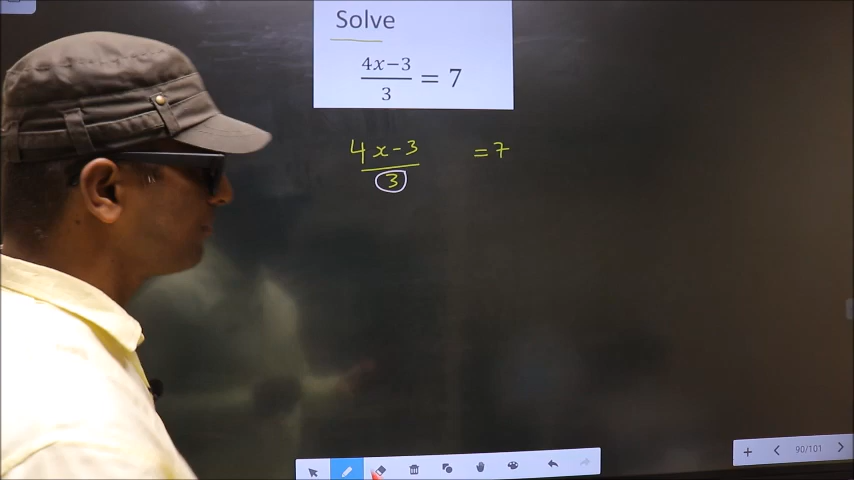 Solve
4x−3
3
= 7
4x-3
3
=7
90/101